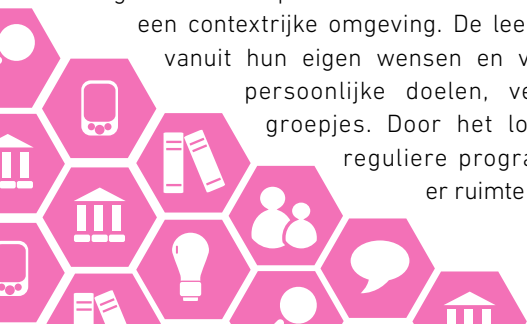 een contextrijke omgeving. De lee
vanuit hun eigen wensen en v
persoonlijke doelen, ve
groepjes. Door het lo
reguliere progra
er ruimte